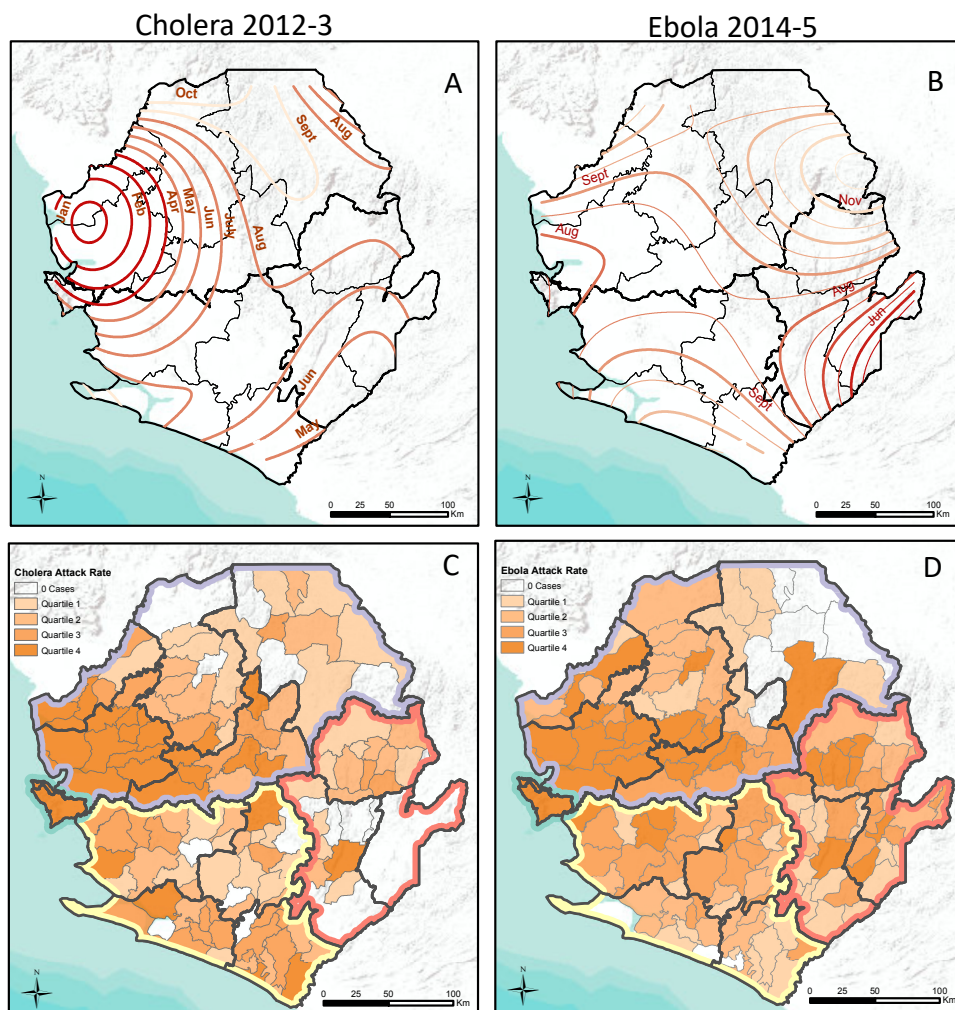 Cholera 2012-3
Ebola 2014-5
A
Oct
Sept
Aug
Jan
Feb
Apr
May
Jun
July
Aug
Jun
May
N
0 25 50 100
Km
B
Sept
Nov
Aug
Aug
Jun
Sept
N
0 25 50 100
Km
C
Cholera Attack Rate
0 Cases
Quartile 1
Quartile 2
Quartile 3
Quartile 4
N
0 25 50 100
Km
D
Ebola Attack Rate
0 Cases
Quartile 1
Quartile 2
Quartile 3
Quartile 4
N
0 25 50 100
Km